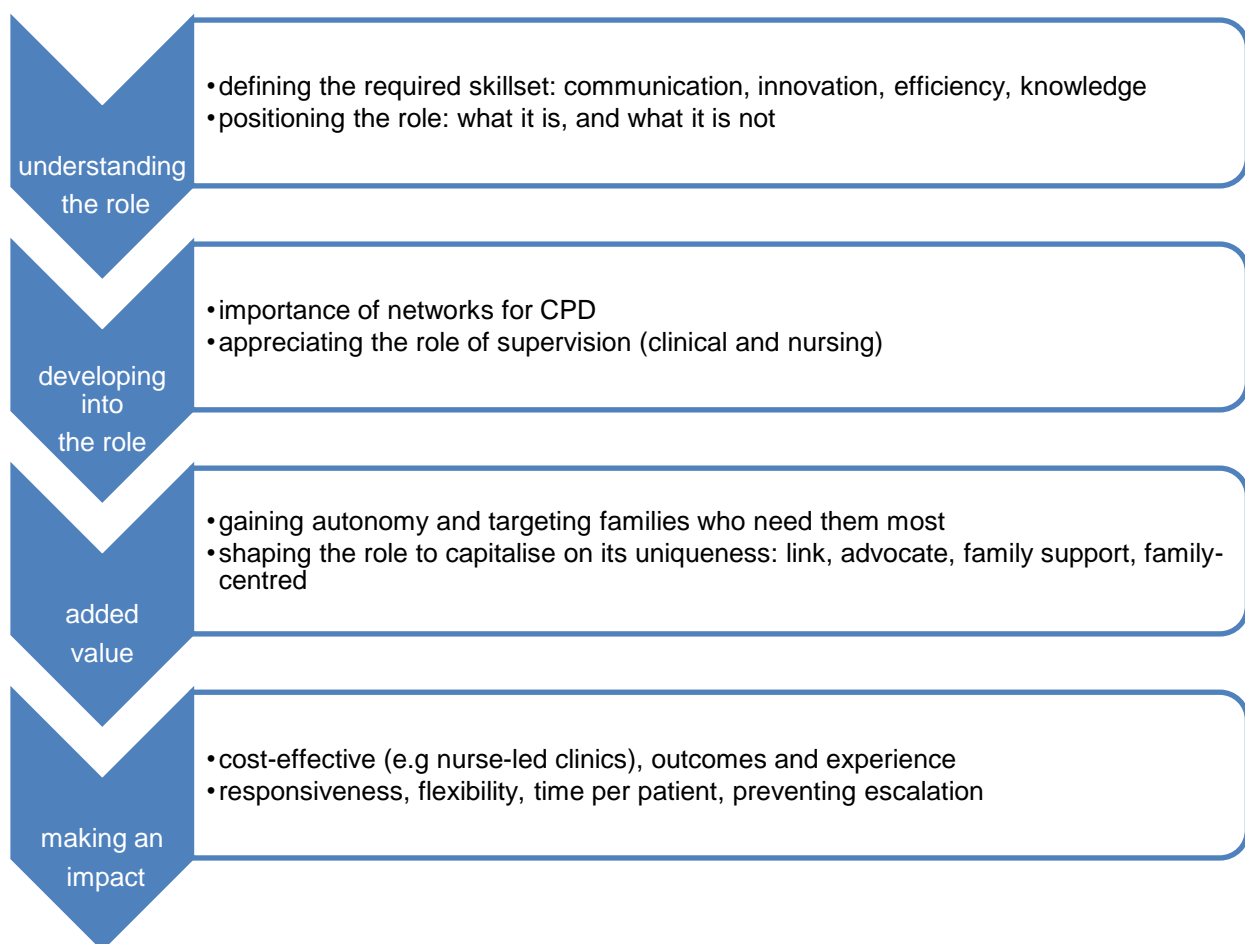 understanding
the role
•defining the required skillset: communication, innovation, efficiency, knowledge
•positioning the role: what it is, and what it is not
developing
into
the role
•importance of networks for CPD
•appreciating the role of supervision (clinical and nursing)
added
value
•gaining autonomy and targeting families who need them most
•shaping the role to capitalise on its uniqueness: link, advocate, family support, family-
centred
making an
impact
•cost-effective (e.g nurse-led clinics), outcomes and experience
•responsiveness, flexibility, time per patient, preventing escalation